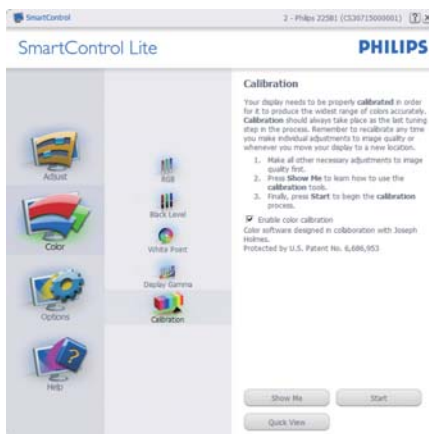 SmartControl
2 - Philips 225B1 (CS30715000001)
SmartControl Lite
PHILIPS
Adjust
Color
Options
Help
RGB
Black Level
White Point
Display Gamma
Calibration
Calibration
Your display needs to be properly calibrated in order
for it to produce the widest range of colors accurately.
Calibration should always take place as the last tuning
step in the process. Remember to recalibrate any time
you make individual adjustments to image quality or
whenever you move your display to a new location.
1. Make all other necessary adjustments to image
quality first.
2. Press Show Me to learn how to use the
calibration tools.
3. Finally, press Start to begin the calibration
process.
Enable color calibration
Color software designed in collaboration with Joseph
Holmes.
Protected by U.S. Patent No. 6,686,953
Show Me
Start
Quick View